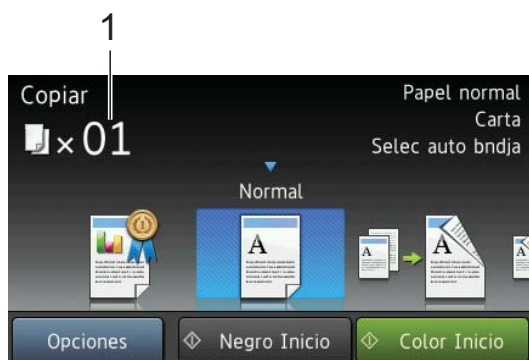 1
Copiar
Papel normal
× 01
Carta
Selec auto bndja
Normal
A
A
A
A
Opciones
Negro Inicio
Color Inicio